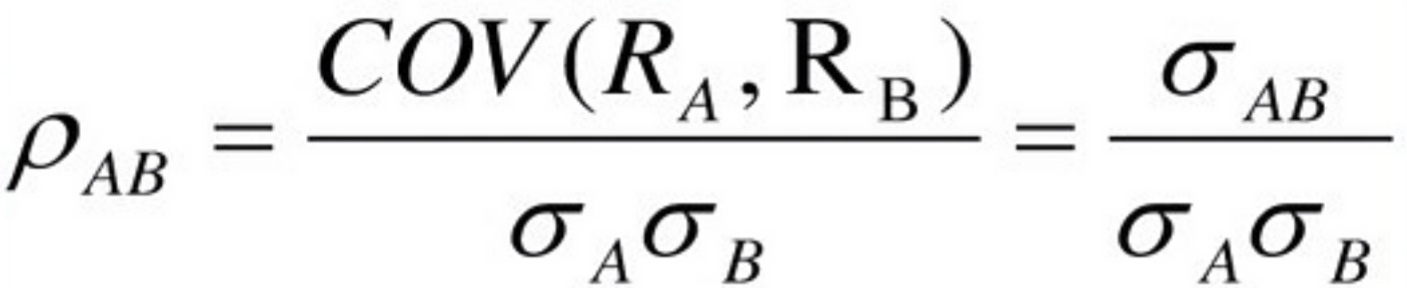 ρ_AB = COV(R_A, R_B) / σ_A σ_B = σ_AB / σ_A σ_B